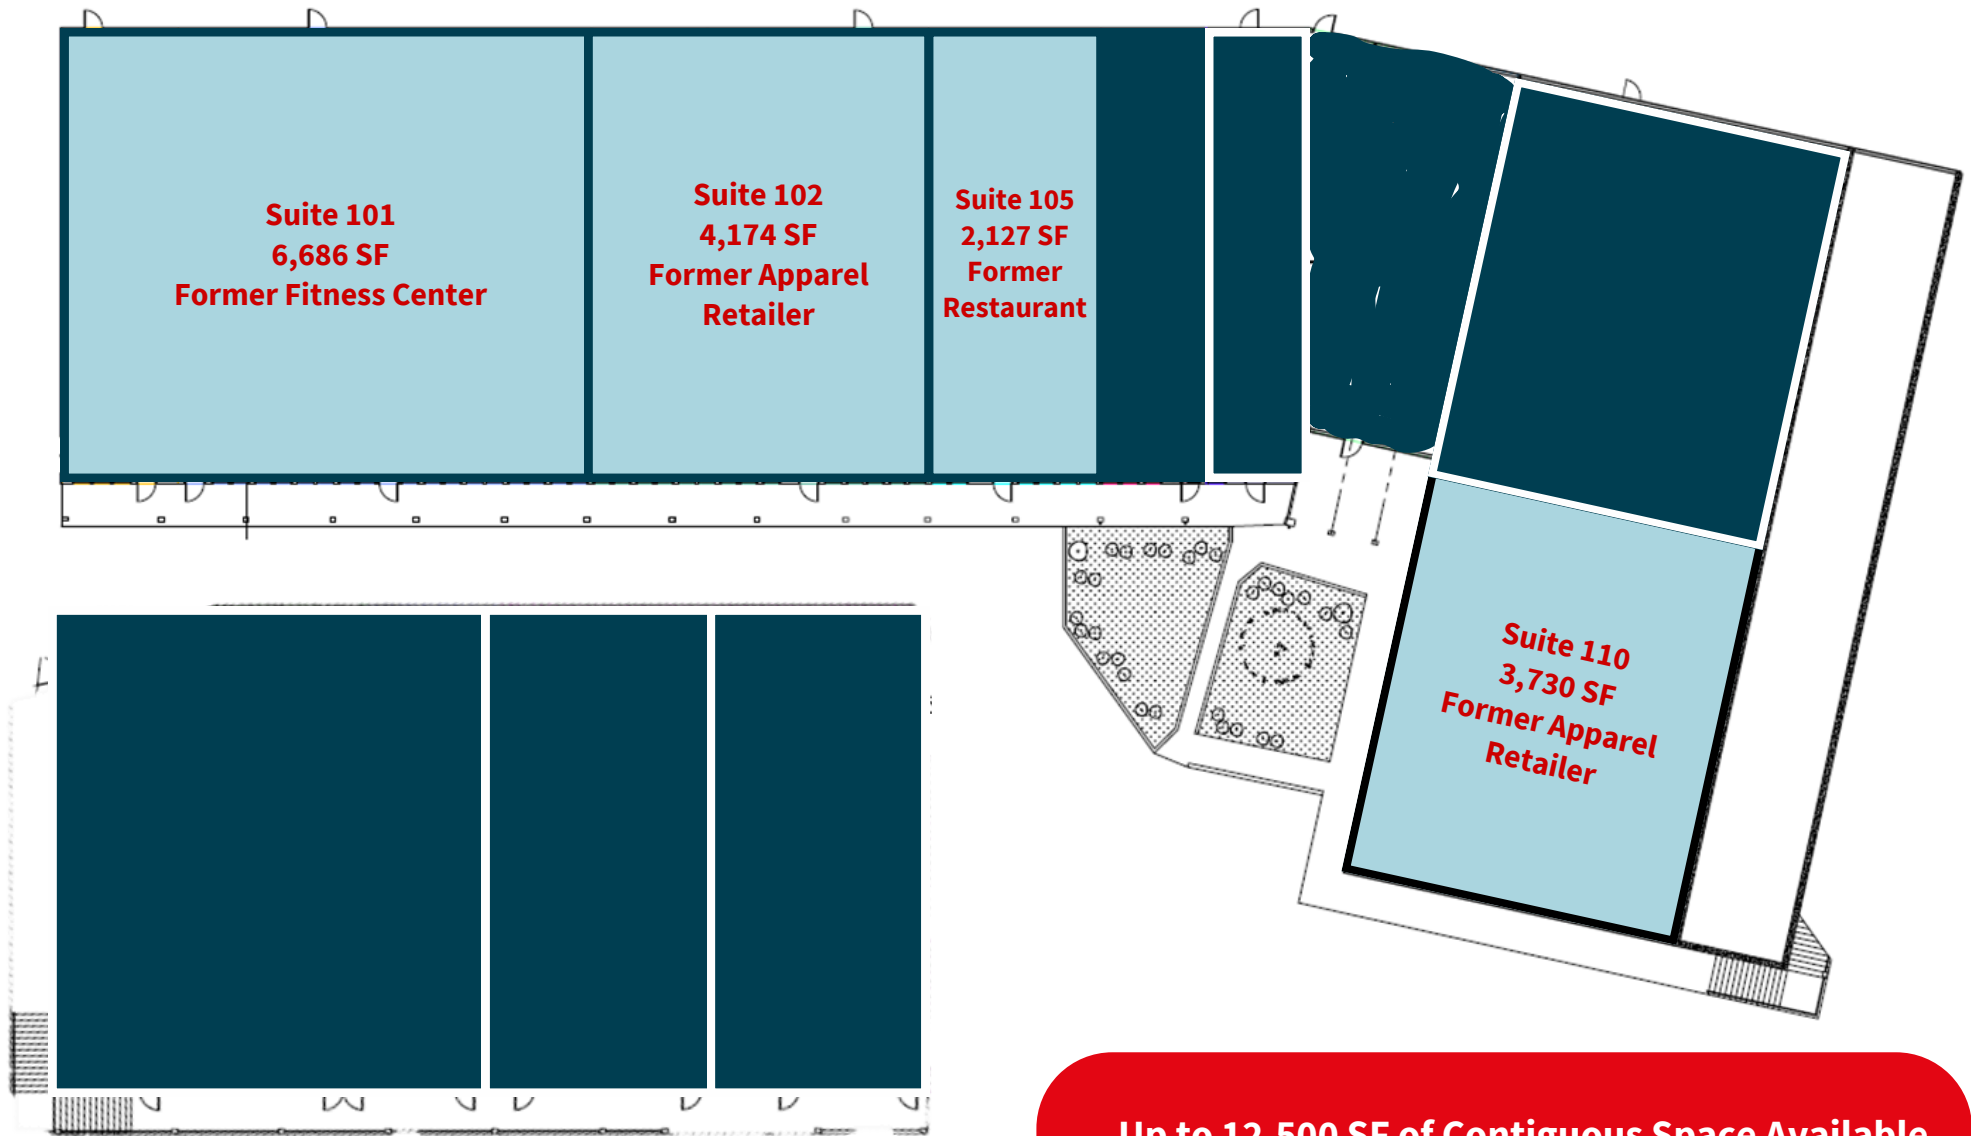 Suite 101
6,686 SF
Former Fitness Center
Suite 102
4,174 SF
Former Apparel
Retailer
Suite 105
2,127 SF
Former
Restaurant
Suite 110
3,730 SF
Former Apparel
Retailer
Up to 12,500 SF of Contiguous Space Available